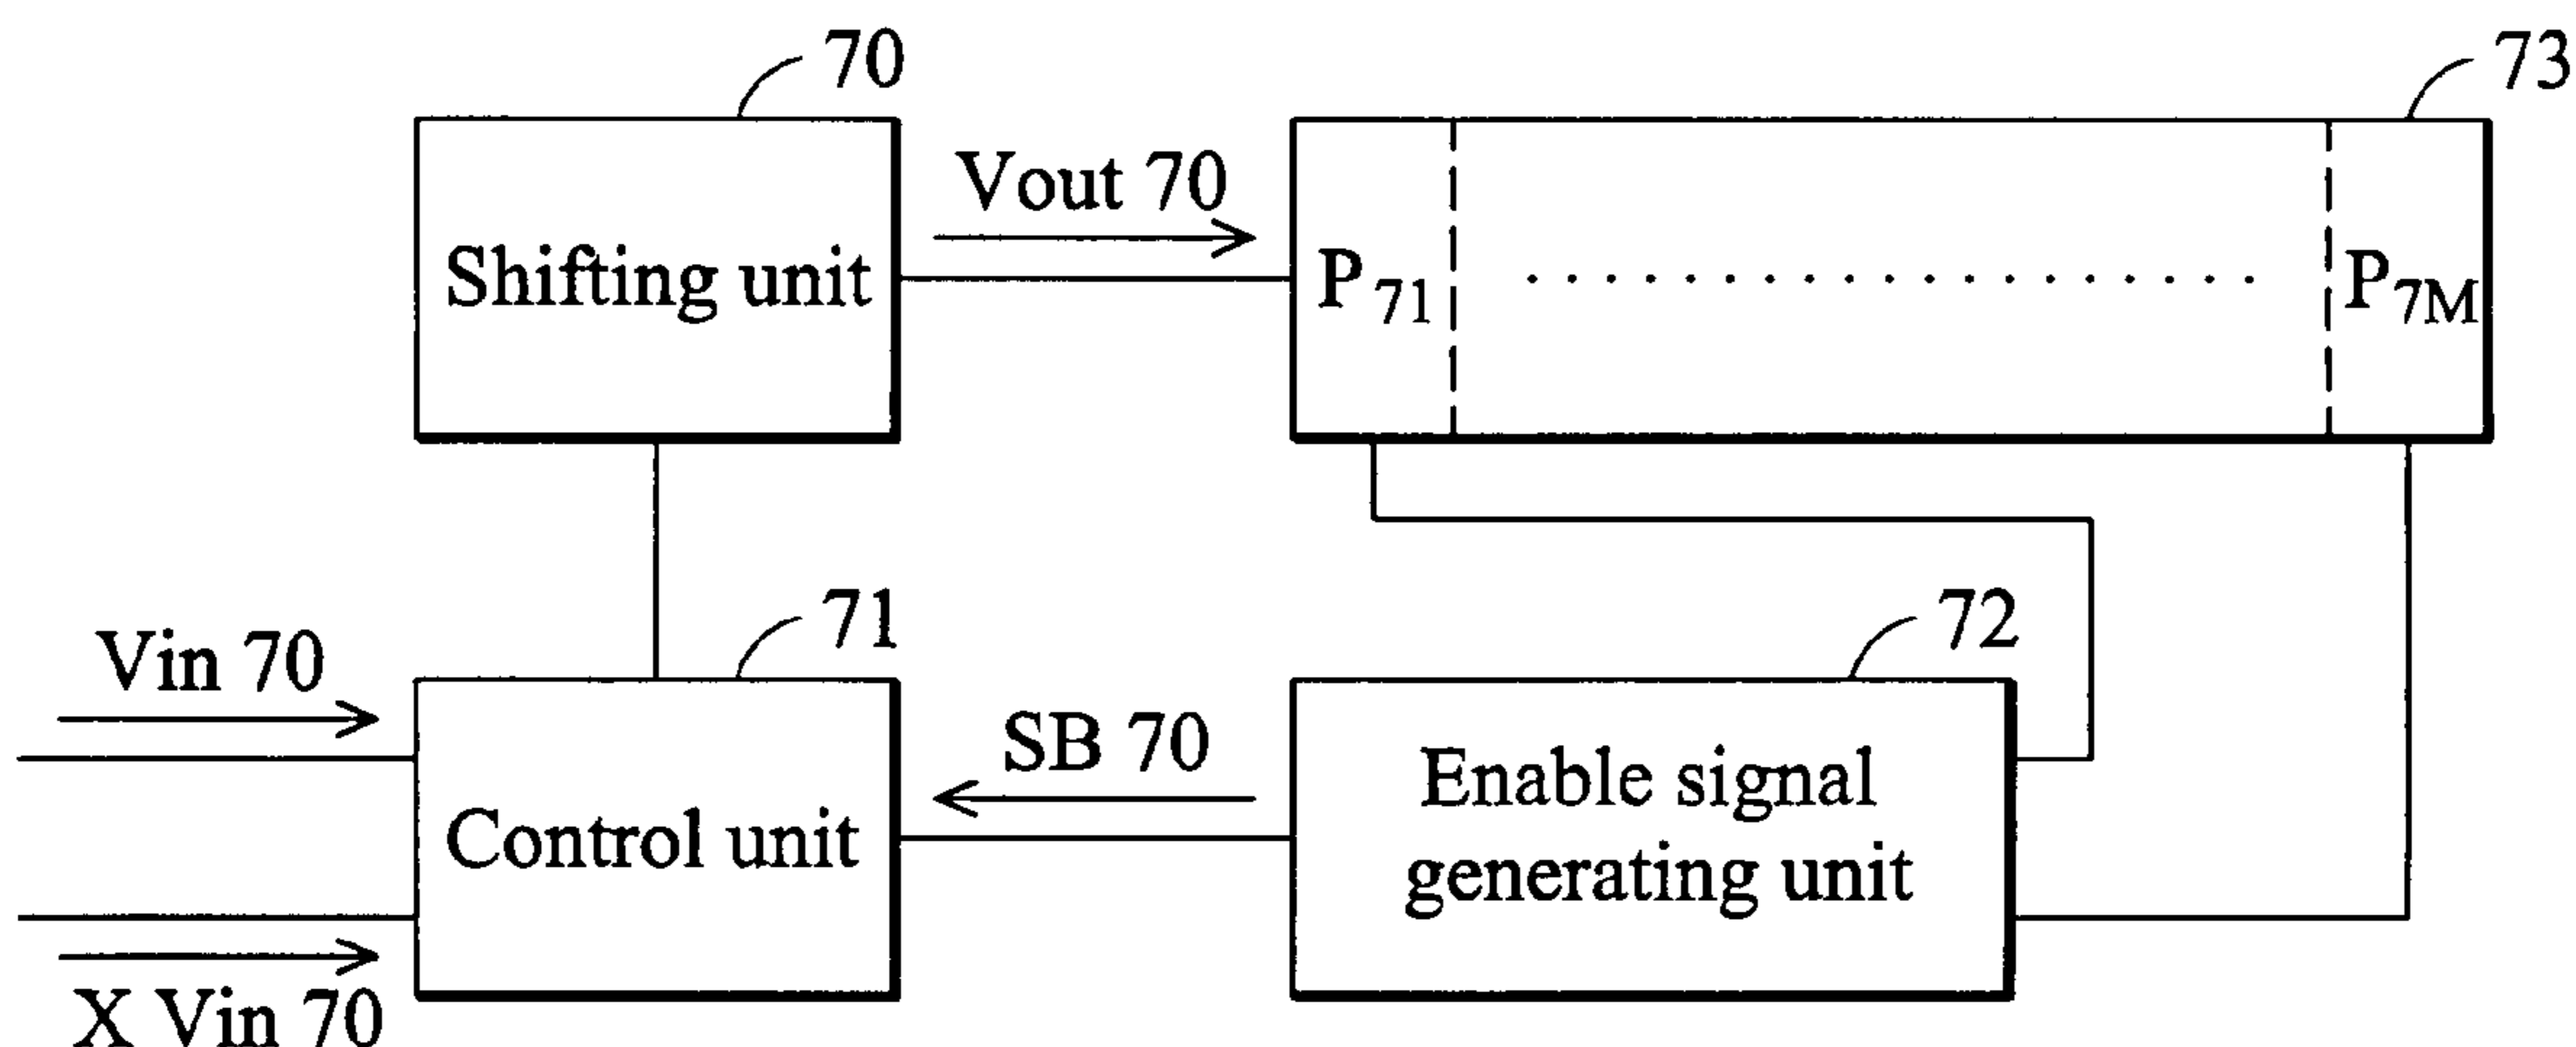 70
73
Vout 70
Shifting unit
P71
P7M
71
72
Vin 70
SB 70
Control unit
Enable signal
generating unit
X Vin 70